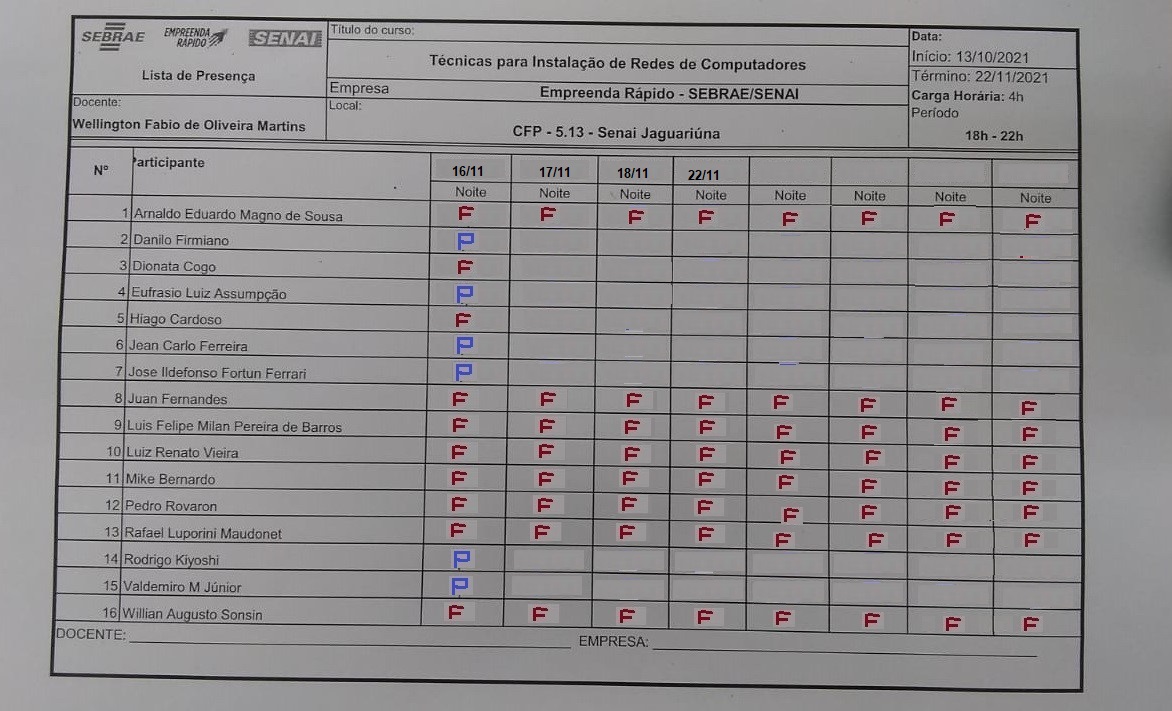 SEBRAE EMPREENDA RÁPIDO SENAI
Lista de Presença
Docente:
Wellington Fabio de Oliveira Martins
Título do curso:
Técnicas para Instalação de Redes de Computadores
Empresa Empreenda Rápido - SEBRAE/SENAI
Local:
CFP - 5.13 - Senai Jaguariúna
Data:
Início: 13/10/2021
Término: 22/11/2021
Carga Horária: 4h
Período
18h - 22h
Nº Participante 16/11 17/11 18/11 22/11
Noite Noite Noite Noite Noite Noite Noite Noite
1 Arnaldo Eduardo Magno de Sousa F F F F F F F F
2 Danilo Firmiano P
3 Dionata Cogo F
4 Eufrasio Luiz Assumpção P
5 Hiago Cardoso F
6 Jean Carlo Ferreira P
7 Jose Ildefonso Fortun Ferrari P
8 Juan Fernandes F F F F F F F F
9 Luis Felipe Milan Pereira de Barros F F F F F F F F
10 Luiz Renato Vieira F F F F F F F F
11 Mike Bernardo F F F F F F F F
12 Pedro Rovaron F F F F F F F F
13 Rafael Luporini Maudonet F F F F F F F F
14 Rodrigo Kiyoshi P
15 Valdemiro M Júnior P
16 Willian Augusto Sonsin F F F F F F F F
DOCENTE: EMPRESA: